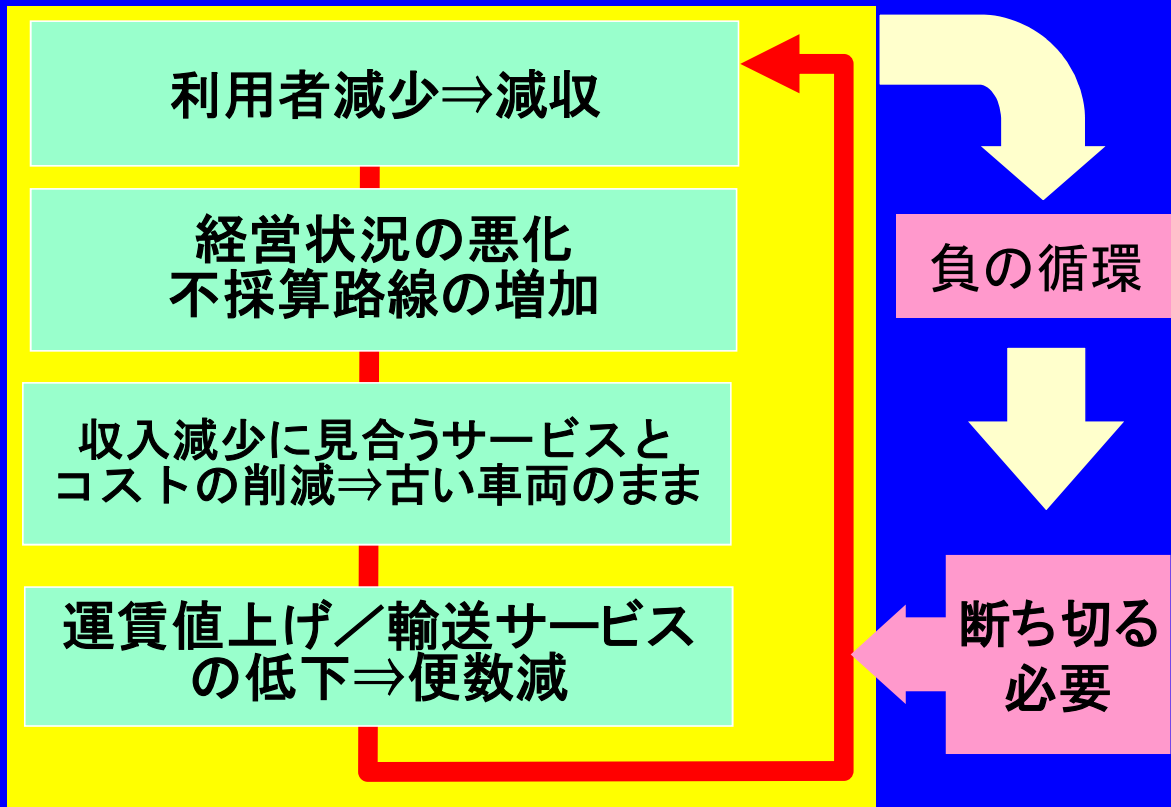 利用者減少⇒減収
経営状況の悪化
不採算路線の増加
収入減少に見合うサービスと
コストの削減⇒古い車両のまま
運賃値上げ／輸送サービス
の低下⇒便数減
負の循環
断ち切る
必要